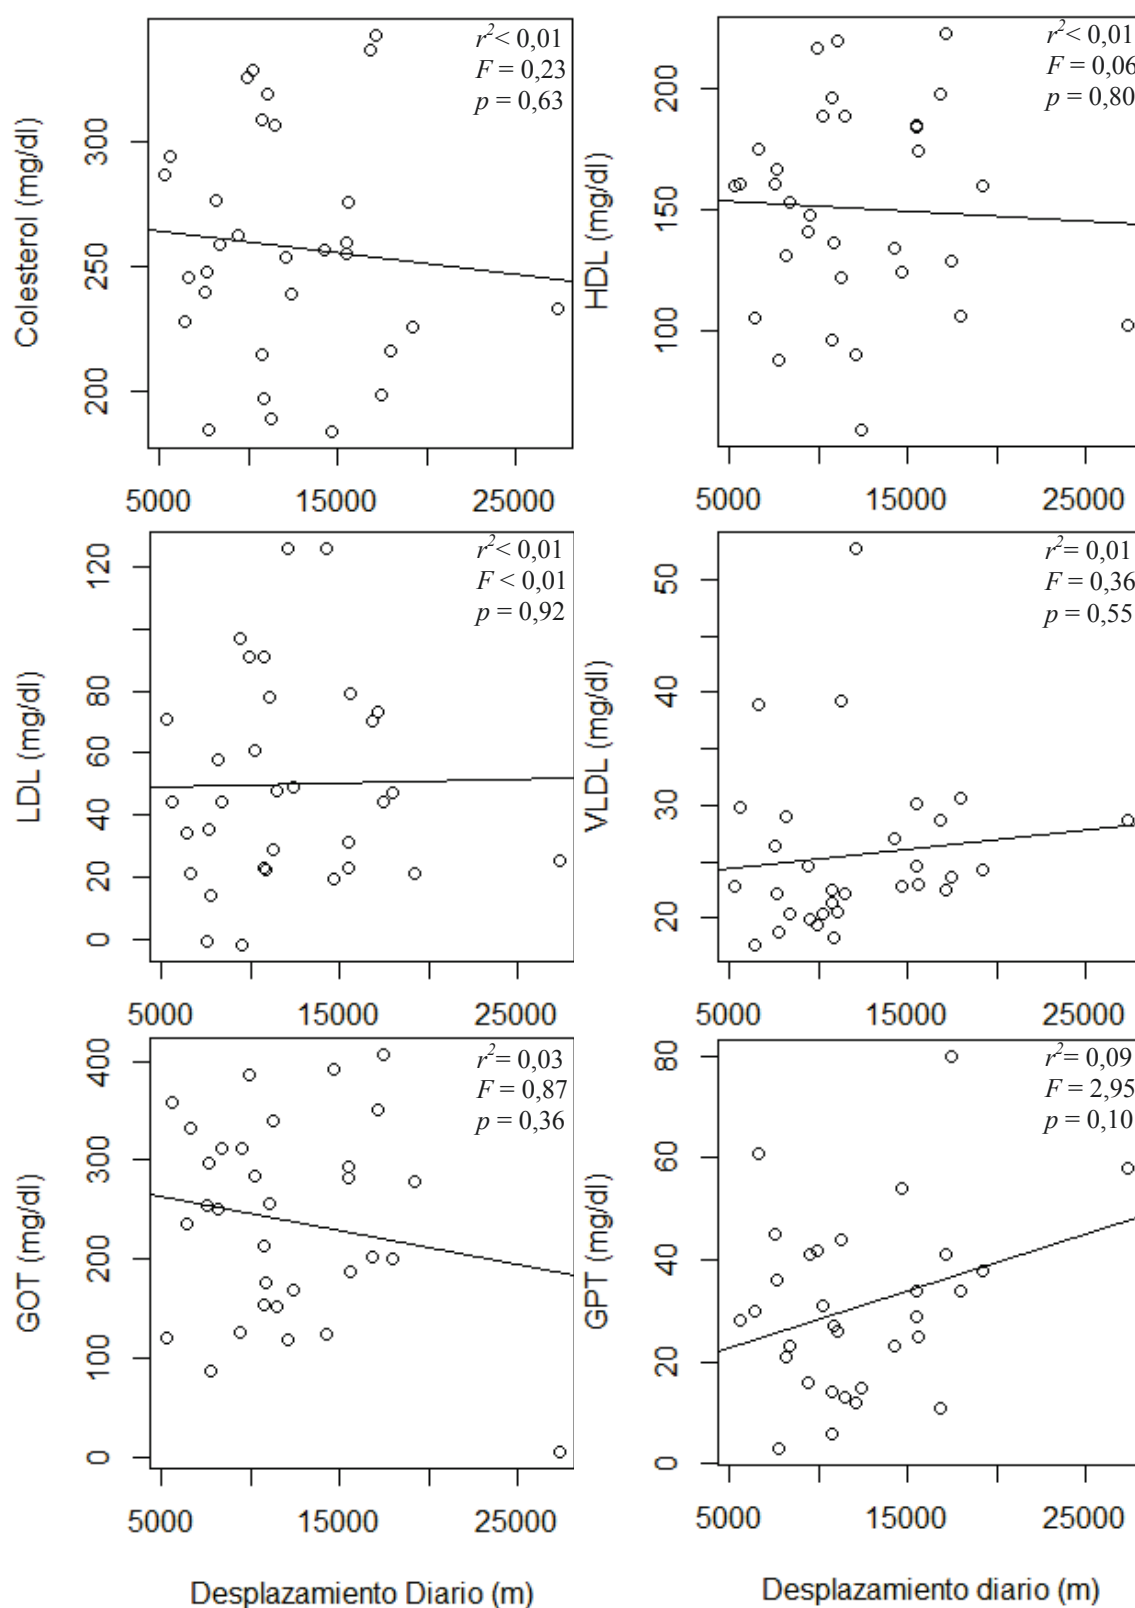 r²< 0,01
F = 0,23
p = 0,63
Colesterol (mg/dl)
300
250
200
5000 15000 25000
r²< 0,01
F = 0,06
p = 0,80
HDL (mg/dl)
200
150
100
5000 15000 25000
r²< 0,01
F < 0,01
p = 0,92
LDL (mg/dl)
120
80
60
40
20
0
5000 15000 25000
r²= 0,01
F = 0,36
p = 0,55
VLDL (mg/dl)
50
40
30
20
5000 15000 25000
r²= 0,03
F = 0,87
p = 0,36
GOT (mg/dl)
400
300
200
100
0
5000 15000 25000
Desplazamiento Diario (m)
r²= 0,09
F = 2,95
p = 0,10
GPT (mg/dl)
80
60
40
20
0
5000 15000 25000
Desplazamiento diario (m)